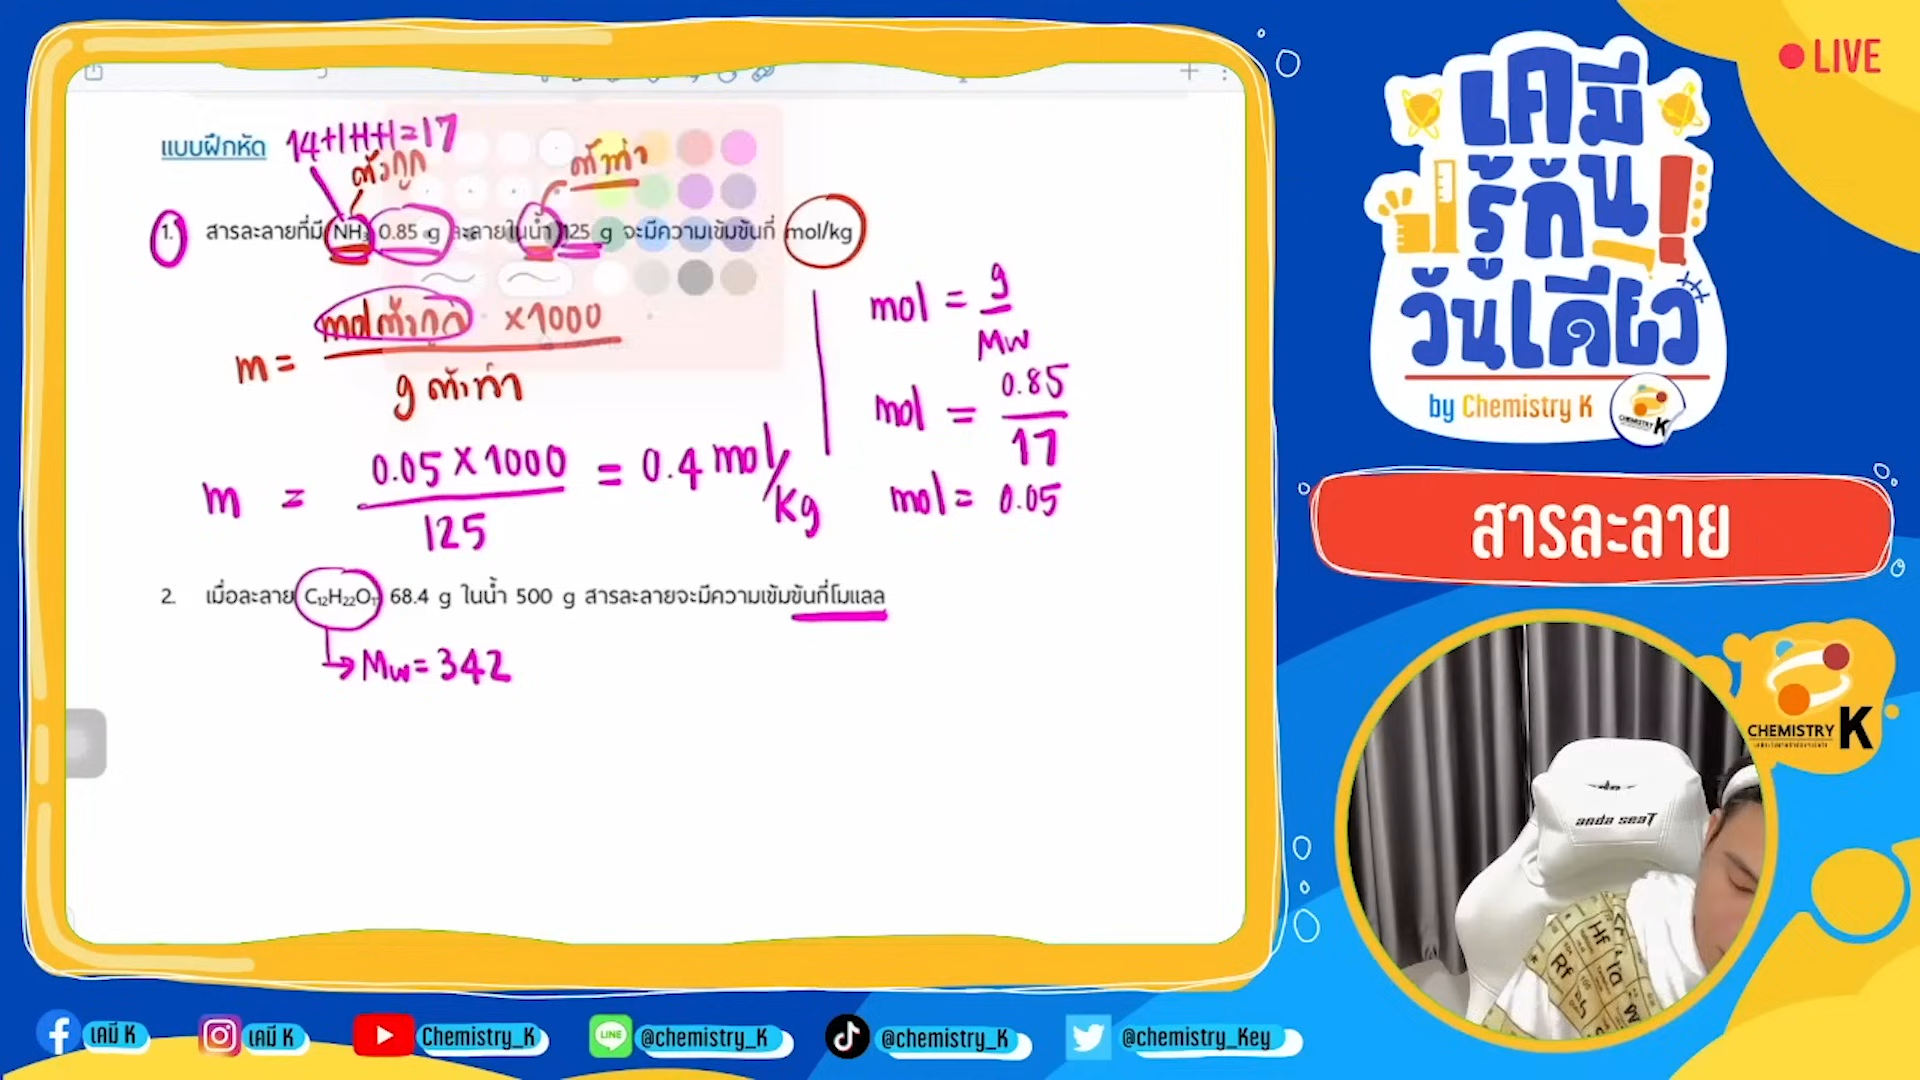 LIVE
แบบฝึกหัด 14+1+1+1=17
ตัวถูก
ตัวทำ
1. สารละลายที่มี NH₃ 0.85 g ละลายในน้ำ 125 g จะมีความเข้มข้นกี่ mol/kg
m = mol ตัวถูก ×1000
g ตัวทำ
mol = g
Mw
mol = 0.85
17
mol = 0.05
m = 0.05 × 1000 = 0.4 mol/kg
125
2. เมื่อละลาย C₁₂H₂₂O₁₁ 68.4 g ในน้ำ 500 g สารละลายจะมีความเข้มข้นกี่โมแลล
Mw = 342
เคมี
รู้กัน!
วันเดียว
by Chemistry K
CHEMISTRY K
สารละลาย
CHEMISTRY K
anda seaT
Hf
Rf
W
เคมี K
เคมี K
Chemistry_K
LINE
@chemistry_K
@chemistry_K
@chemistry_Key